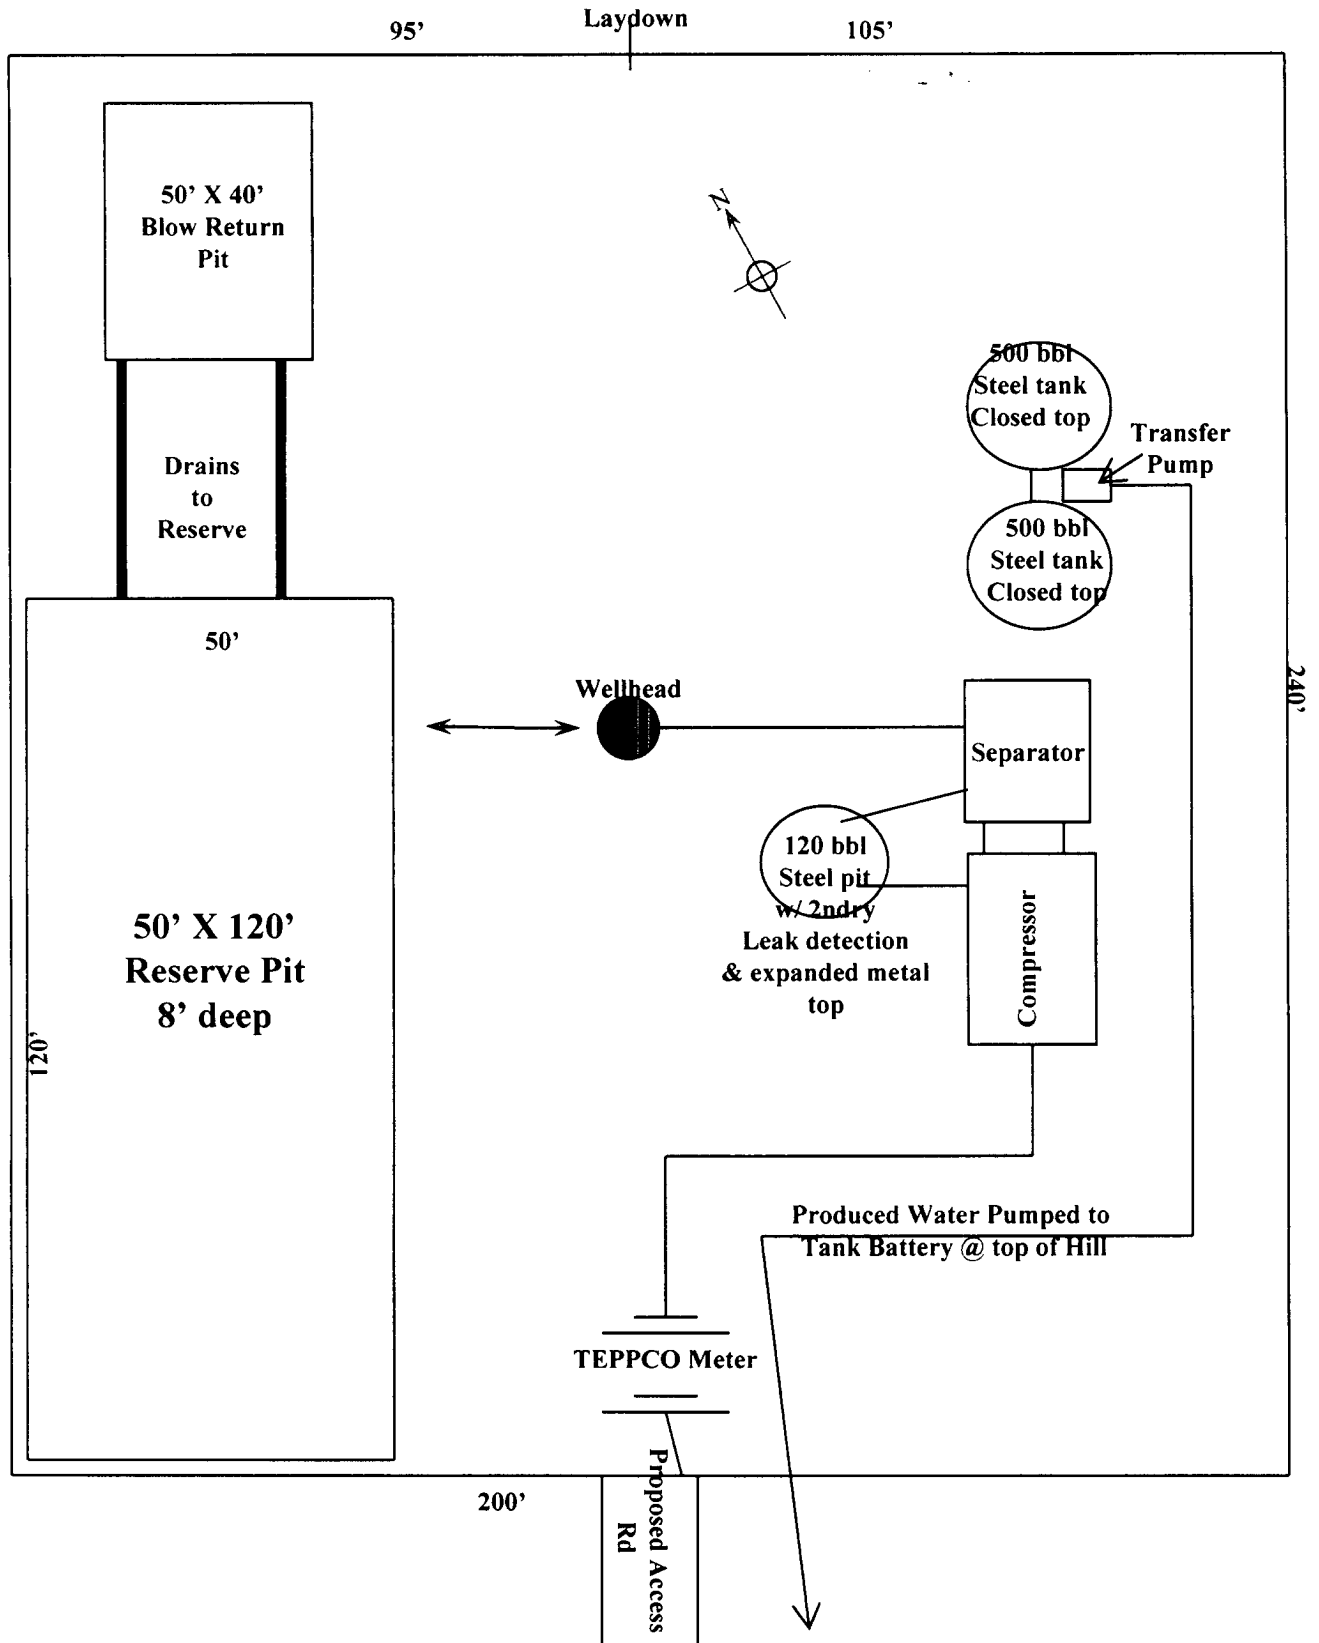 Laydown
95’
105’
50’ X 40’
Blow Return
Pit
N
500 bbl
Steel tank
Closed top
Transfer
Pump
Drains
to
Reserve
500 bbl
Steel tank
Closed top
50’
Wellhead
240’
Separator
120 bbl
Steel pit
w/ 2ndry
Leak detection
& expanded metal
top
Compressor
50’ X 120’
Reserve Pit
8’ deep
120’
Produced Water Pumped to
Tank Battery @ top of Hill
TEPPCO Meter
200’
Proposed Access
Rd